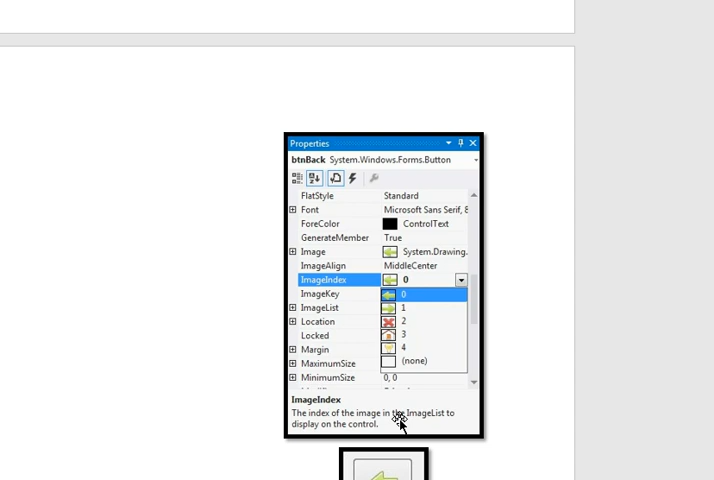 Properties
btnBack System.Windows.Forms.Button
FlatStyle Standard
Font Microsoft Sans Serif, 8
ForeColor ControlText
GenerateMember True
Image System.Drawing.
ImageAlign MiddleCenter
ImageIndex 0
ImageKey 0
ImageList 1
Location 2
Locked 3
Margin 4
MaximumSize (none)
MinimumSize 0, 0
ImageIndex
The index of the image in the ImageList to
display on the control.